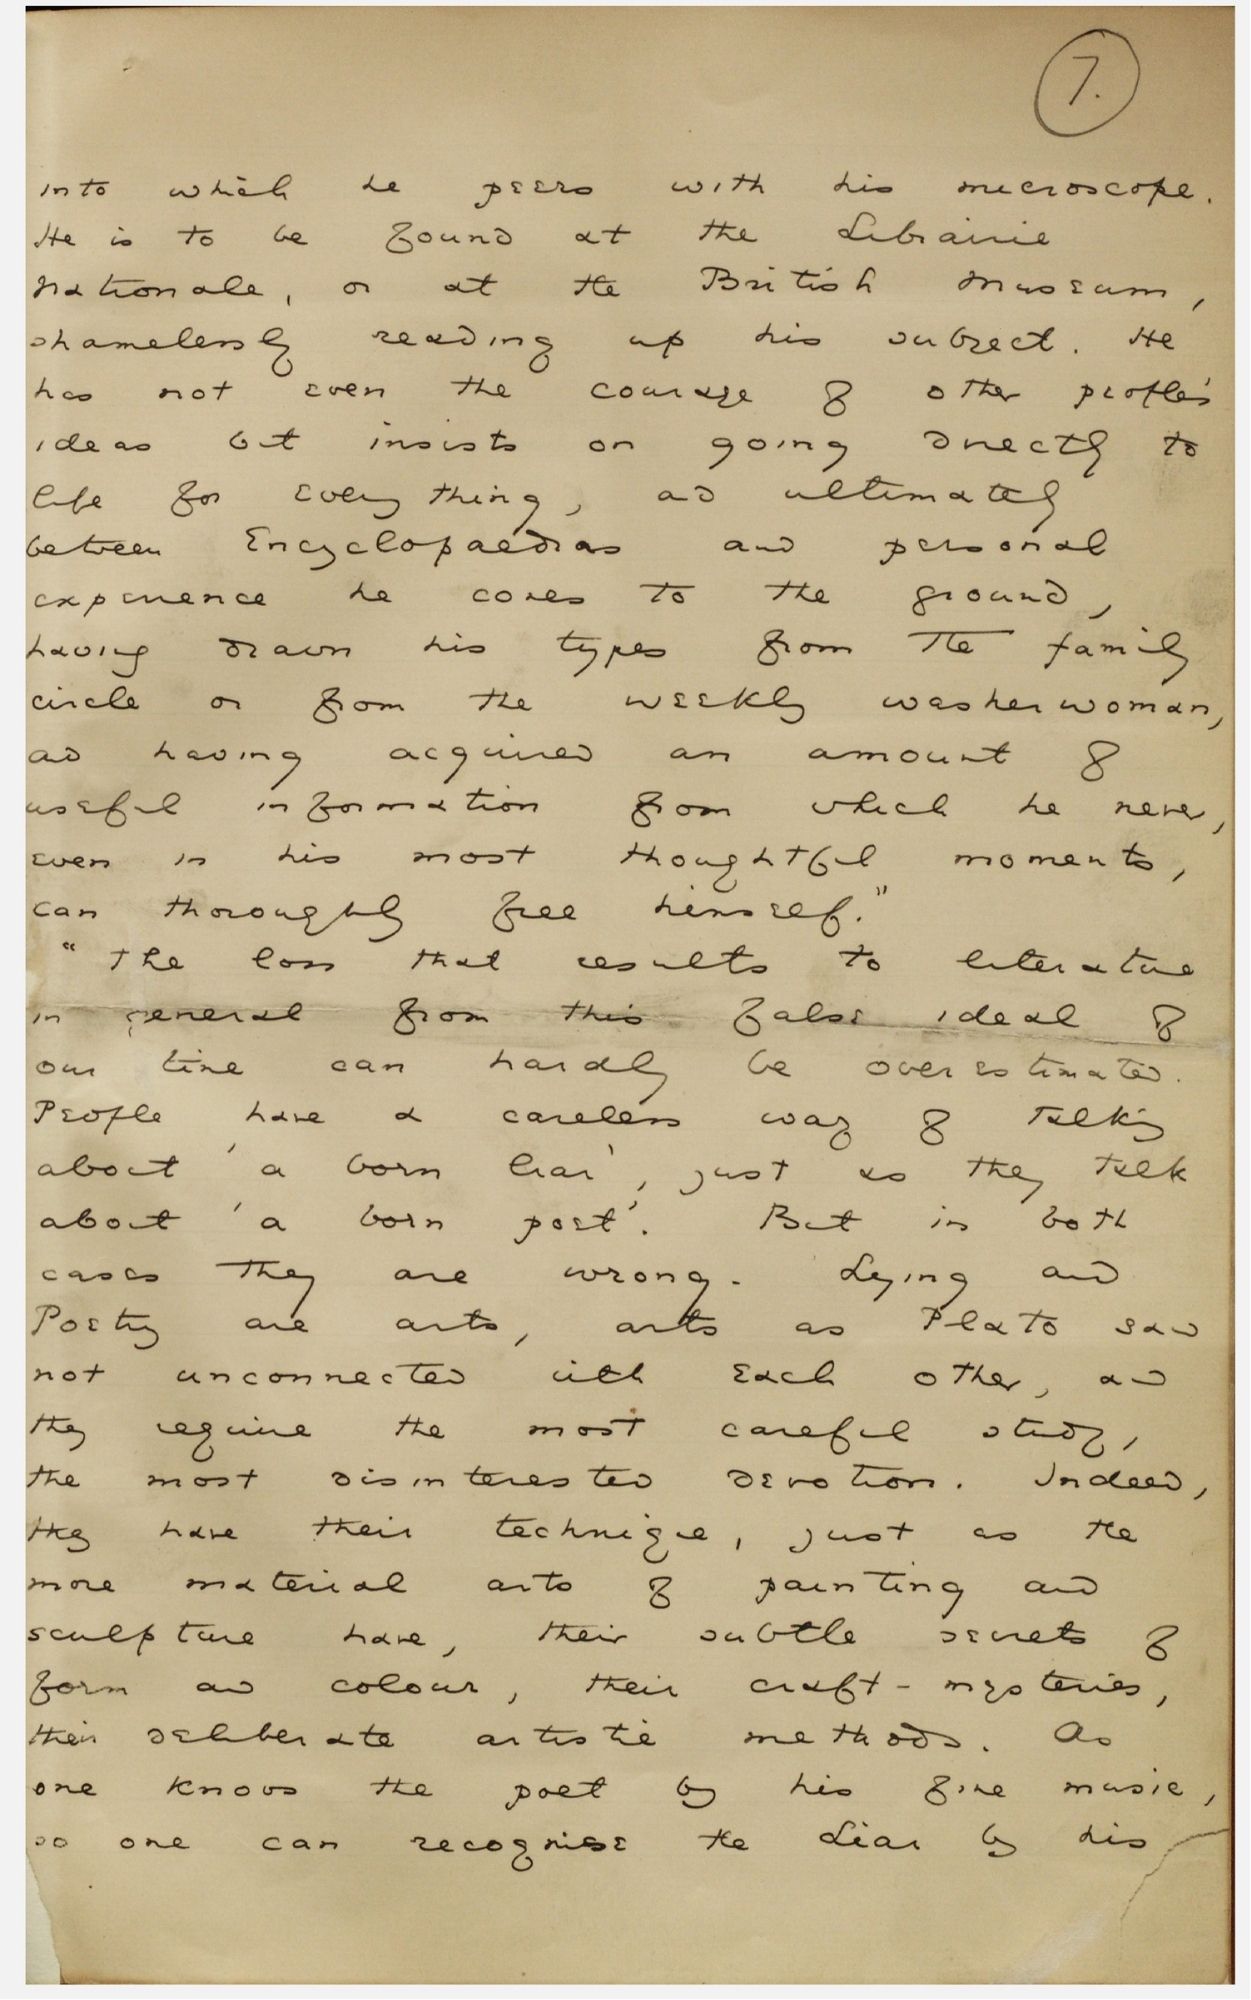 7.
into which he peers with his microscope.
He is to be found at the Librairie
Nationale, or at the British Museum,
shamelessly reading up his subject. He
has not even the courage of other people's
ideas but insists on going directly to
life for everything, and ultimately
between Encyclopaedias and personal
experience he comes to the ground,
having drawn his types from the family
circle or from the weekly washerwoman,
and having acquired an amount of
useful information from which he never,
even in his most thoughtful moments,
can thoroughly free himself."
"The loss that results to literature
in general from this false ideal of
our time can hardly be overestimated.
People have a careless way of talking
about 'a born liar', just as they talk
about 'a born poet'. But in both
cases they are wrong. Lying and
Poetry are arts, arts as Plato saw
not unconnected with each other, and
they require the most careful study,
the most disinterested devotion. Indeed,
they have their technique, just as the
more material arts of painting and
sculpture have, their subtle secrets of
form and colour, their craft-mysteries,
their deliberate artistic methods. As
one knows the poet by his fine music,
so one can recognise the Liar by his